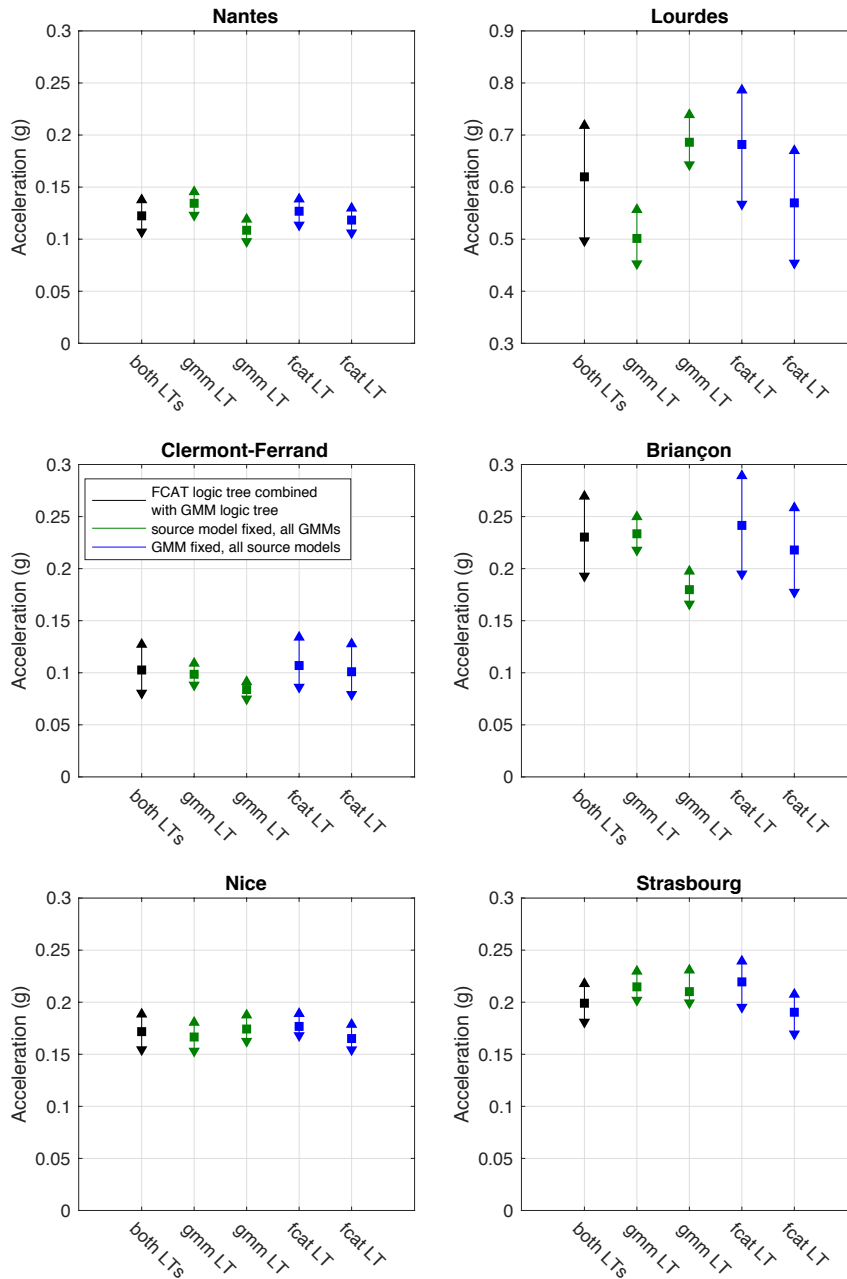 Nantes
0.3
0.25
0.2
0.15
0.1
0.05
0
Acceleration (g)
both LTs
gmm LT
gmm LT
fcat LT
fcat LT
Lourdes
0.9
0.8
0.7
0.6
0.5
0.4
0.3
Acceleration (g)
both LTs
gmm LT
gmm LT
fcat LT
fcat LT
Clermont-Ferrand
0.3
0.25
0.2
0.15
0.1
0.05
0
Acceleration (g)
FCAT logic tree combined
with GMM logic tree
source model fixed, all GMMs
GMM fixed, all source models
both LTs
gmm LT
gmm LT
fcat LT
fcat LT
Briançon
0.3
0.25
0.2
0.15
0.1
0.05
0
Acceleration (g)
both LTs
gmm LT
gmm LT
fcat LT
fcat LT
Nice
0.3
0.25
0.2
0.15
0.1
0.05
0
Acceleration (g)
both LTs
gmm LT
gmm LT
fcat LT
fcat LT
Strasbourg
0.3
0.25
0.2
0.15
0.1
0.05
0
Acceleration (g)
both LTs
gmm LT
gmm LT
fcat LT
fcat LT